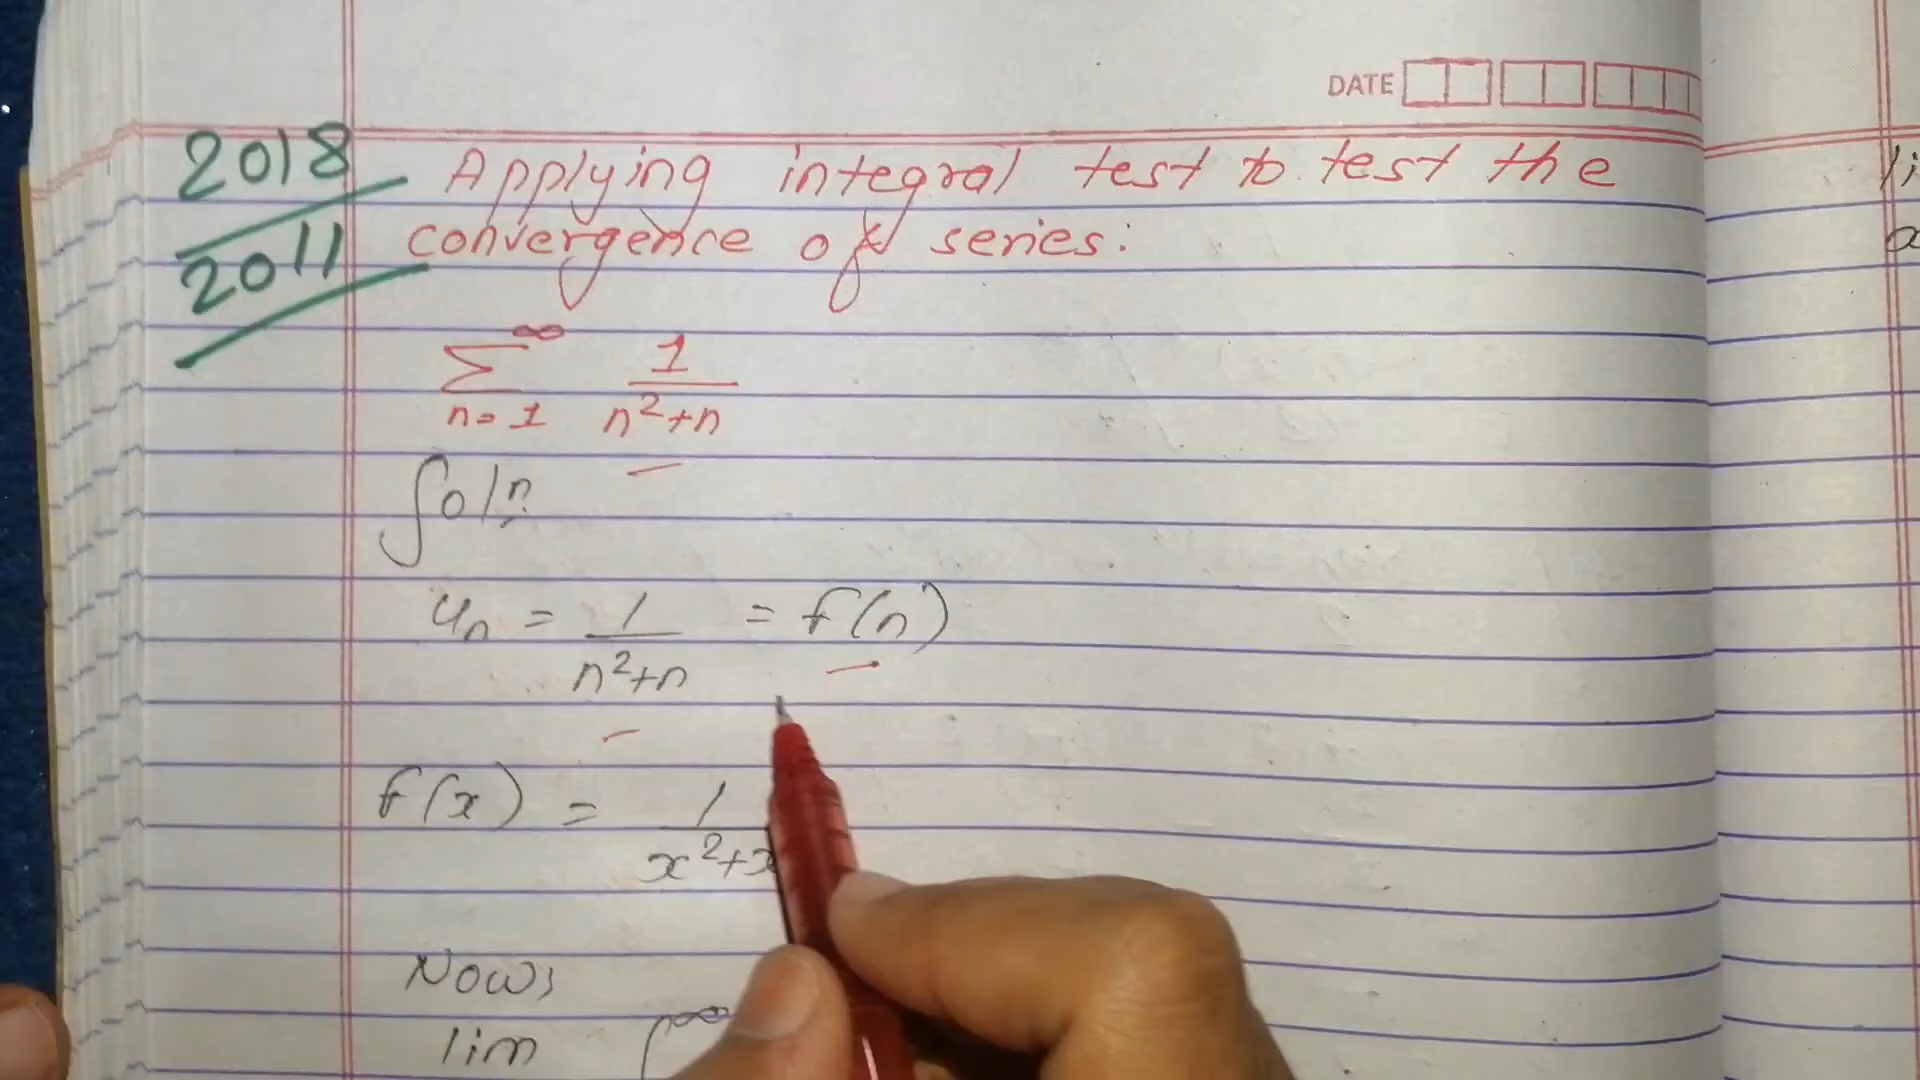 DATE
2018 Applying integral test to test the
2011 convergence of series:
∞
∑ 1
n=1 n²+n
Soln
un = 1 = f(n)
n²+n
f(x) = 1
x²+x
Now,
lim ∫∞